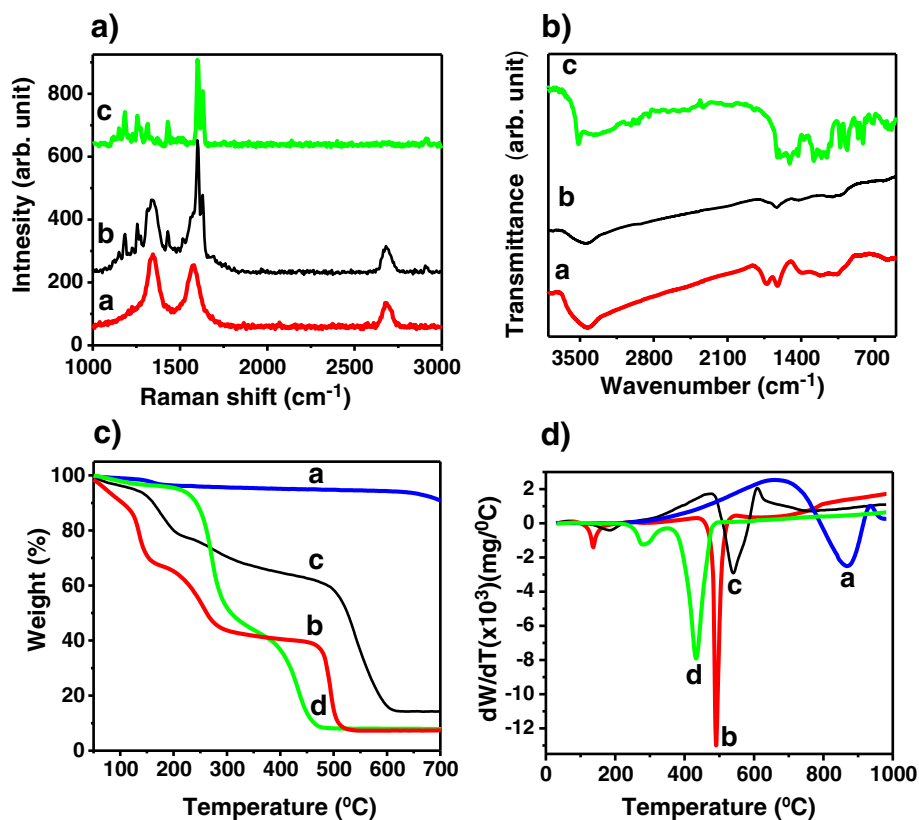 a)
Intnesity (arb. unit)
800
600
400
200
0
c
b
a
1000 1500 2000 2500 3000
Raman shift (cm-1)
b)
Transmittance (arb. unit)
c
b
a
3500 2800 2100 1400 700
Wavenumber (cm-1)
c)
Weight (%)
100
80
60
40
20
0
a
c
b
d
100 200 300 400 500 600 700
Temperature (ºC)
d)
dW/dT(x10³)(mg/⁰C)
2
0
-2
-4
-6
-8
-10
-12
a
c
d
b
0 200 400 600 800 1000
Temperature (ºC)